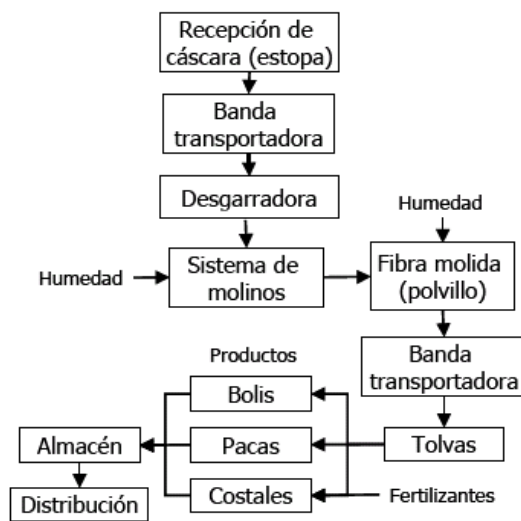 Recepción de
cáscara (estopa)
Banda
transportadora
Desgarradora
Humedad
Humedad
Sistema de
molinos
Fibra molida
(polvillo)
Banda
transportadora
Productos
Bolis
Almacén
Pacas
Tolvas
Distribución
Costales
Fertilizantes